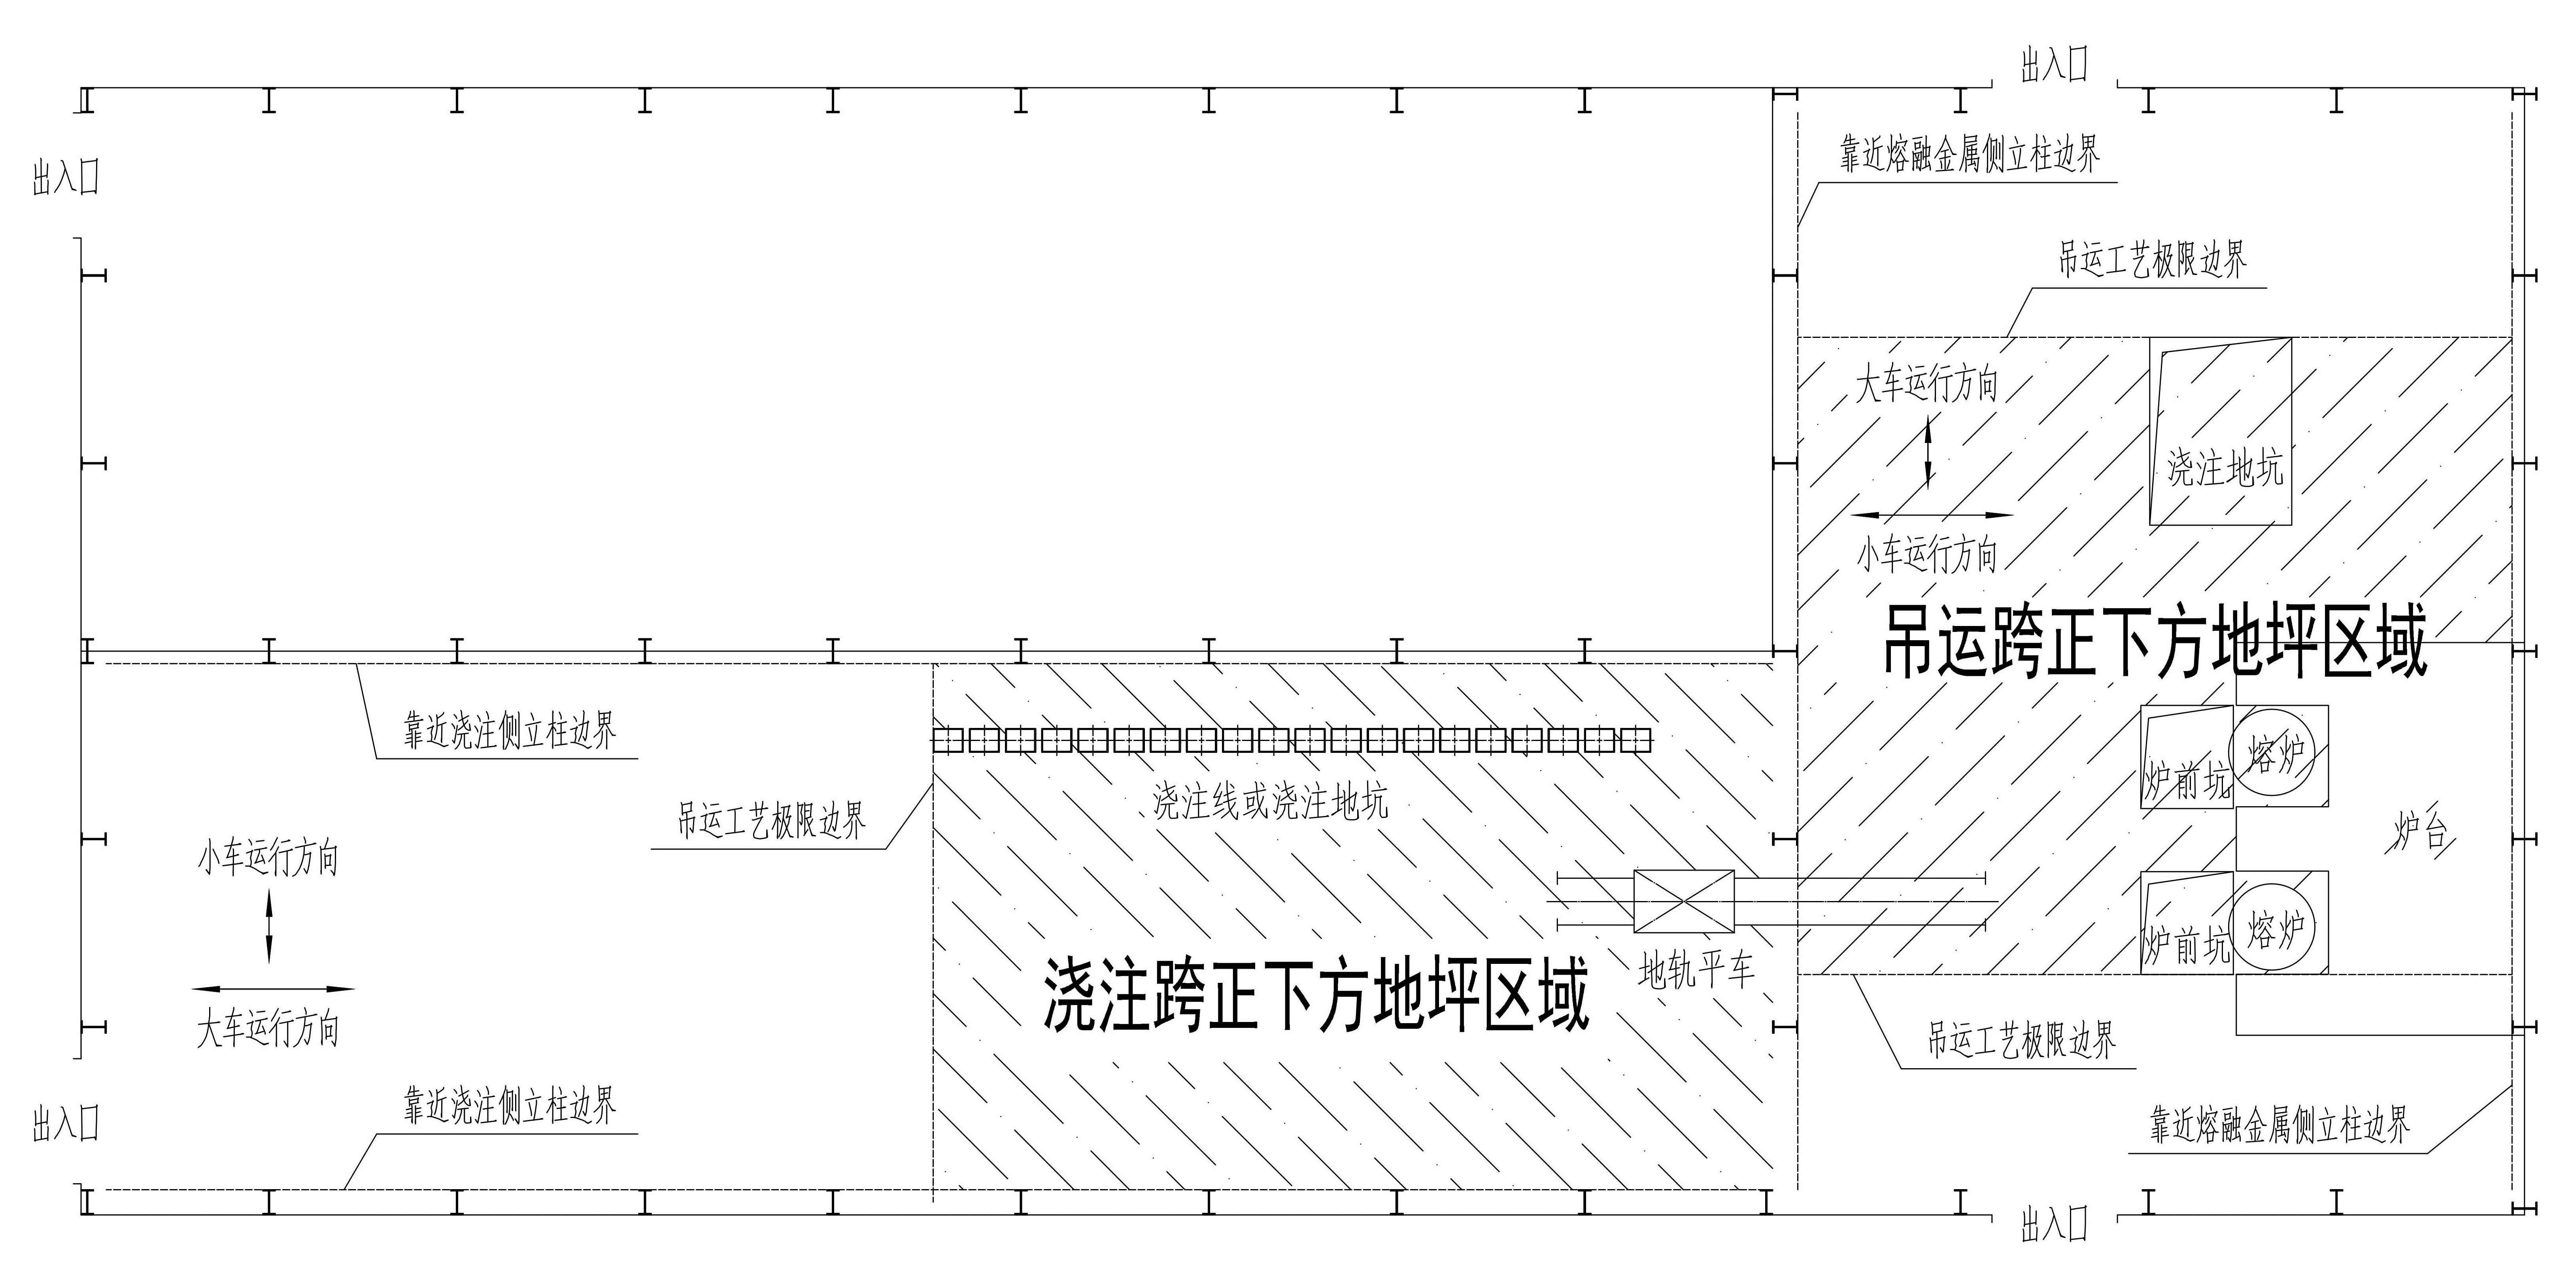 出入口
出入口
靠近熔融金属侧立柱边界
吊运工艺极限边界
大车运行方向
浇注地坑
小车运行方向
吊运跨正下方地坪区域
靠近浇注侧立柱边界
吊运工艺极限边界
浇注线或浇注地坑
炉前坑
熔炉
炉台
小车运行方向
大车运行方向
炉前坑
熔炉
地轨平车
浇注跨正下方地坪区域
吊运工艺极限边界
靠近浇注侧立柱边界
出入口
靠近熔融金属侧立柱边界
出入口